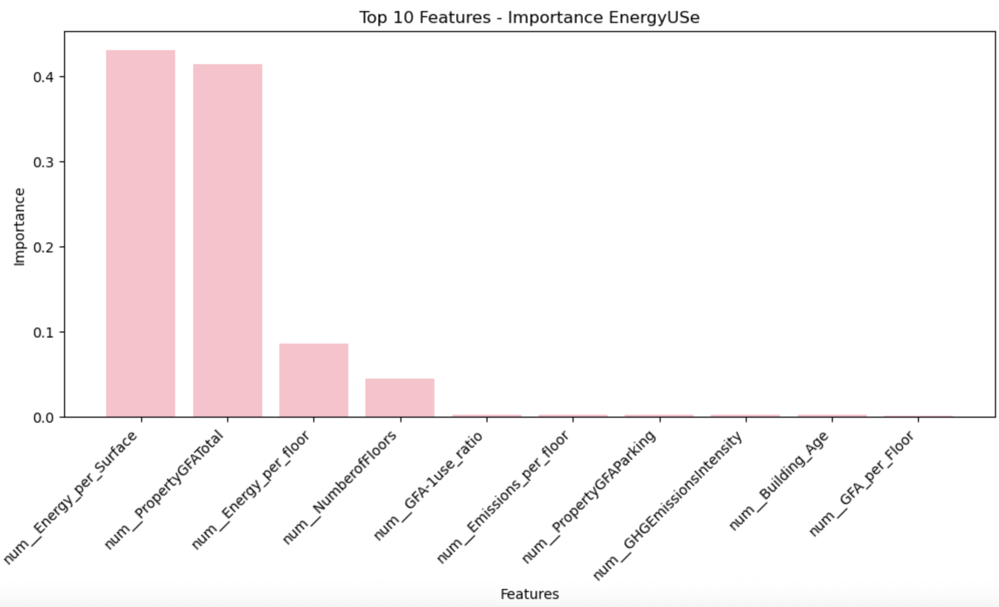 Top 10 Features - Importance EnergyUSe
Importance
0.4
0.3
0.2
0.1
0.0
num__Energy_per_Surface
num__PropertyGFATotal
num__Energy_per_floor
num__NumberofFloors
num__GFA-1use_ratio
num__Emissions_per_floor
num__PropertyGFAParking
num__GHGEmissionsIntensity
num__Building_Age
num__GFA_per_Floor
Features